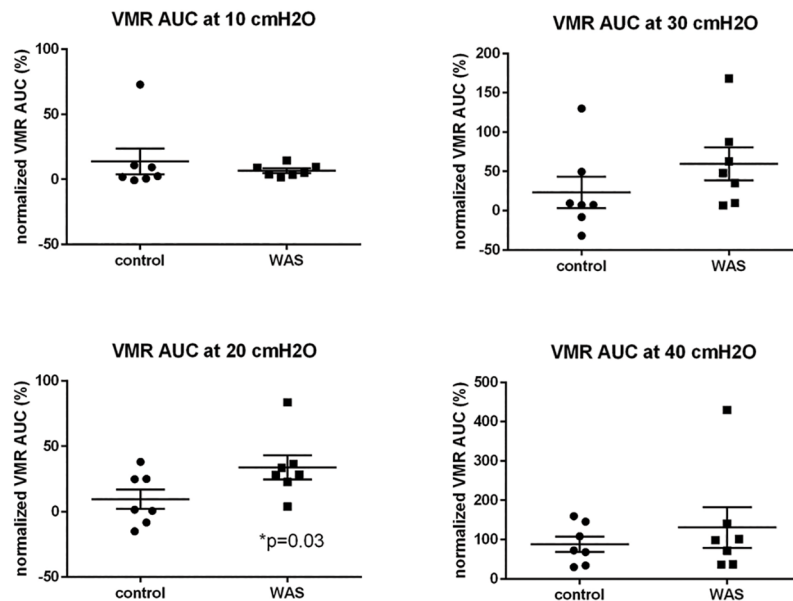 VMR AUC at 10 cmH2O
normalized VMR AUC (%)
100
50
0
-50
control
WAS
VMR AUC at 30 cmH2O
normalized VMR AUC (%)
200
150
100
50
0
-50
control
WAS
VMR AUC at 20 cmH2O
normalized VMR AUC (%)
100
50
0
-50
*p=0.03
control
WAS
VMR AUC at 40 cmH2O
normalized VMR AUC (%)
500
400
300
200
100
0
control
WAS